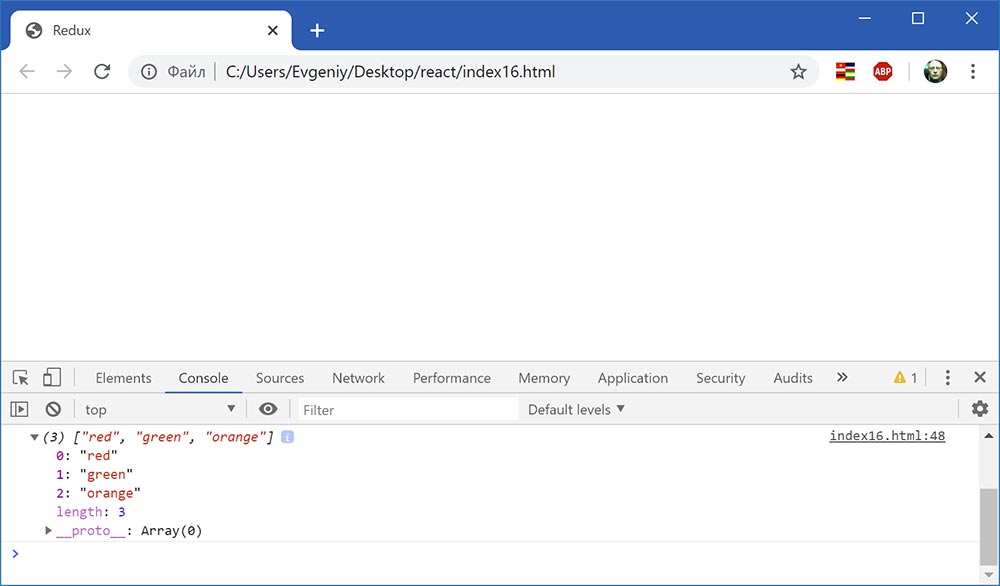 Redux
Файл C:/Users/Evgeniy/Desktop/react/index16.html
ABP
Elements Console Sources Network Performance Memory Application Security Audits » 1
top Filter Default levels
(3) ["red", "green", "orange"] i index16.html:48
0: "red"
1: "green"
2: "orange"
length: 3
__proto__: Array(0)
>